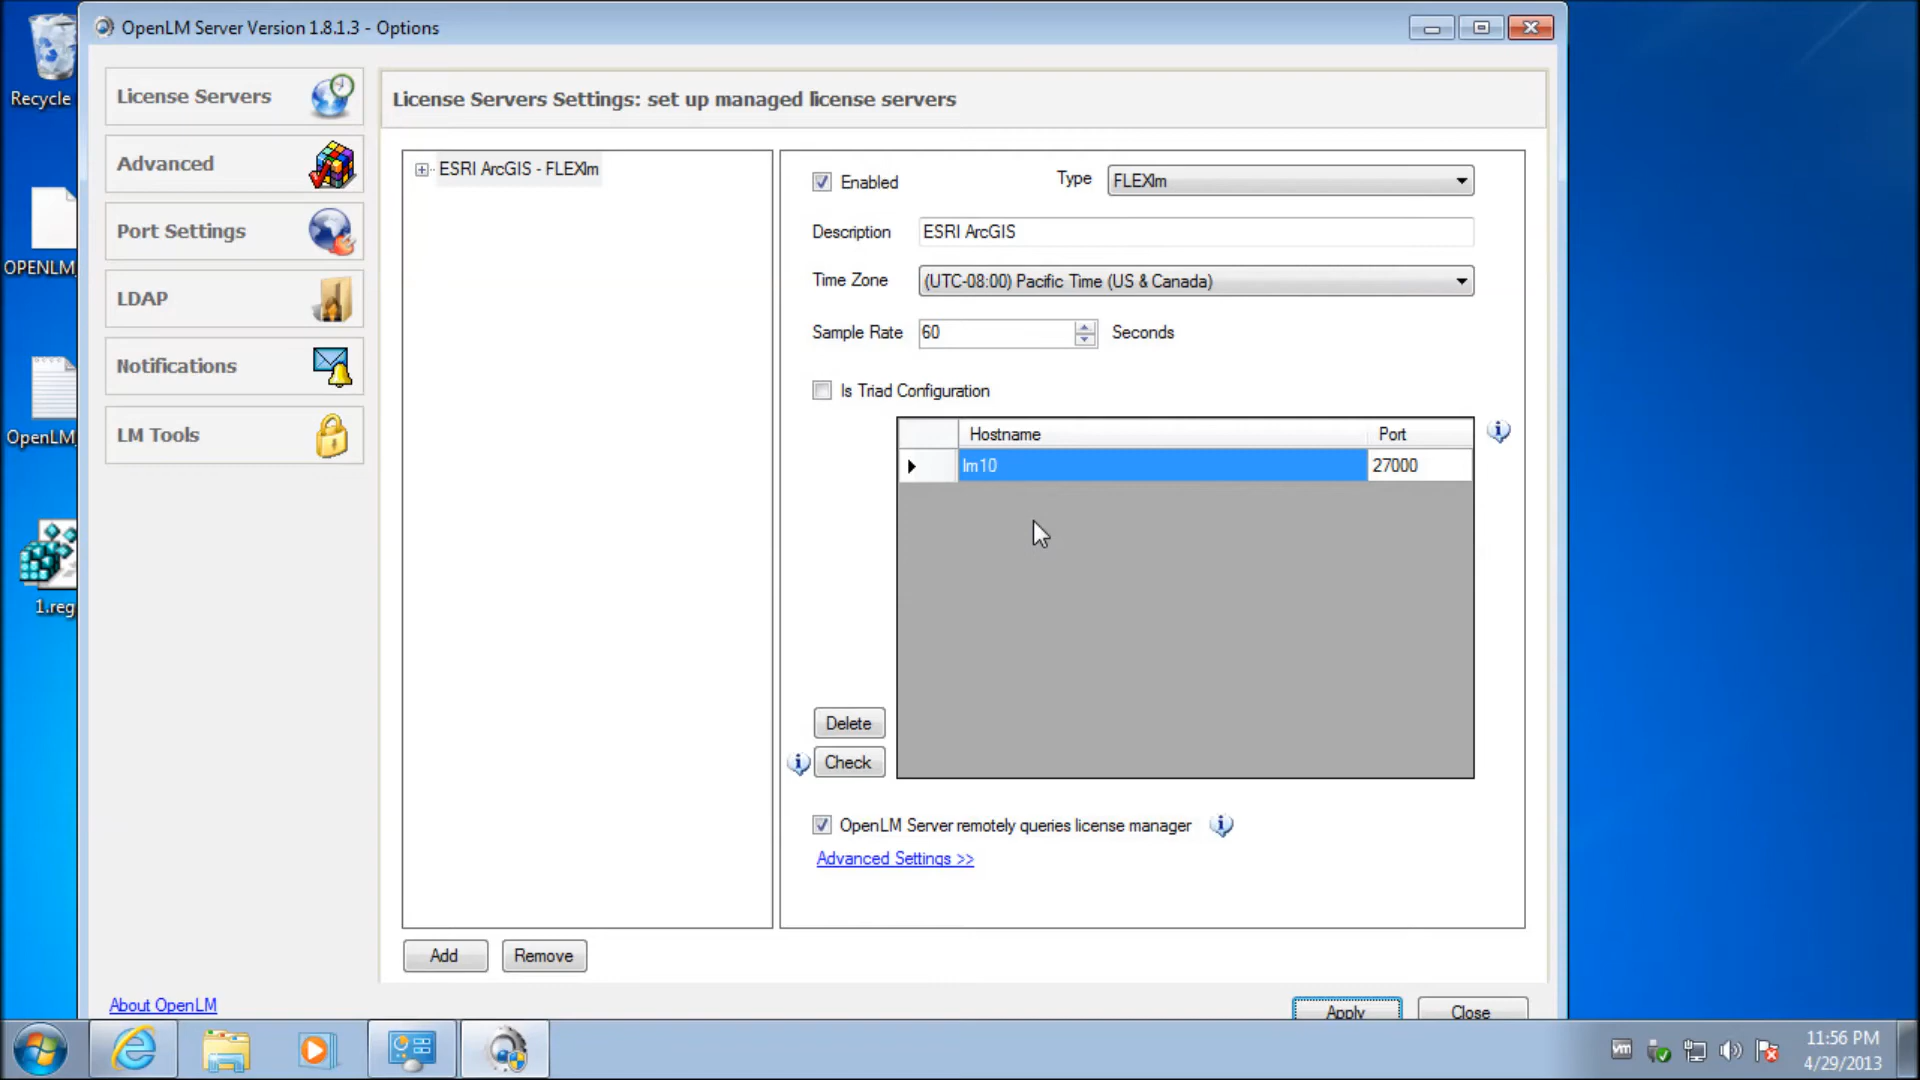 OpenLM Server Version 1.8.1.3 - Options
Recycle
OPENLM_
OpenLM_
1.reg
License Servers
Advanced
Port Settings
LDAP
Notifications
LM Tools
License Servers Settings: set up managed license servers
ESRI ArcGIS - FLEXlm
Enabled
Type
FLEXlm
Description
ESRI ArcGIS
Time Zone
(UTC-08:00) Pacific Time (US & Canada)
Sample Rate
60
Seconds
Is Triad Configuration
Hostname
Port
lm10
27000
Delete
Check
OpenLM Server remotely queries license manager
Advanced Settings >>
Add
Remove
About OpenLM
Apply
Close
vm
11:56 PM
4/29/2013